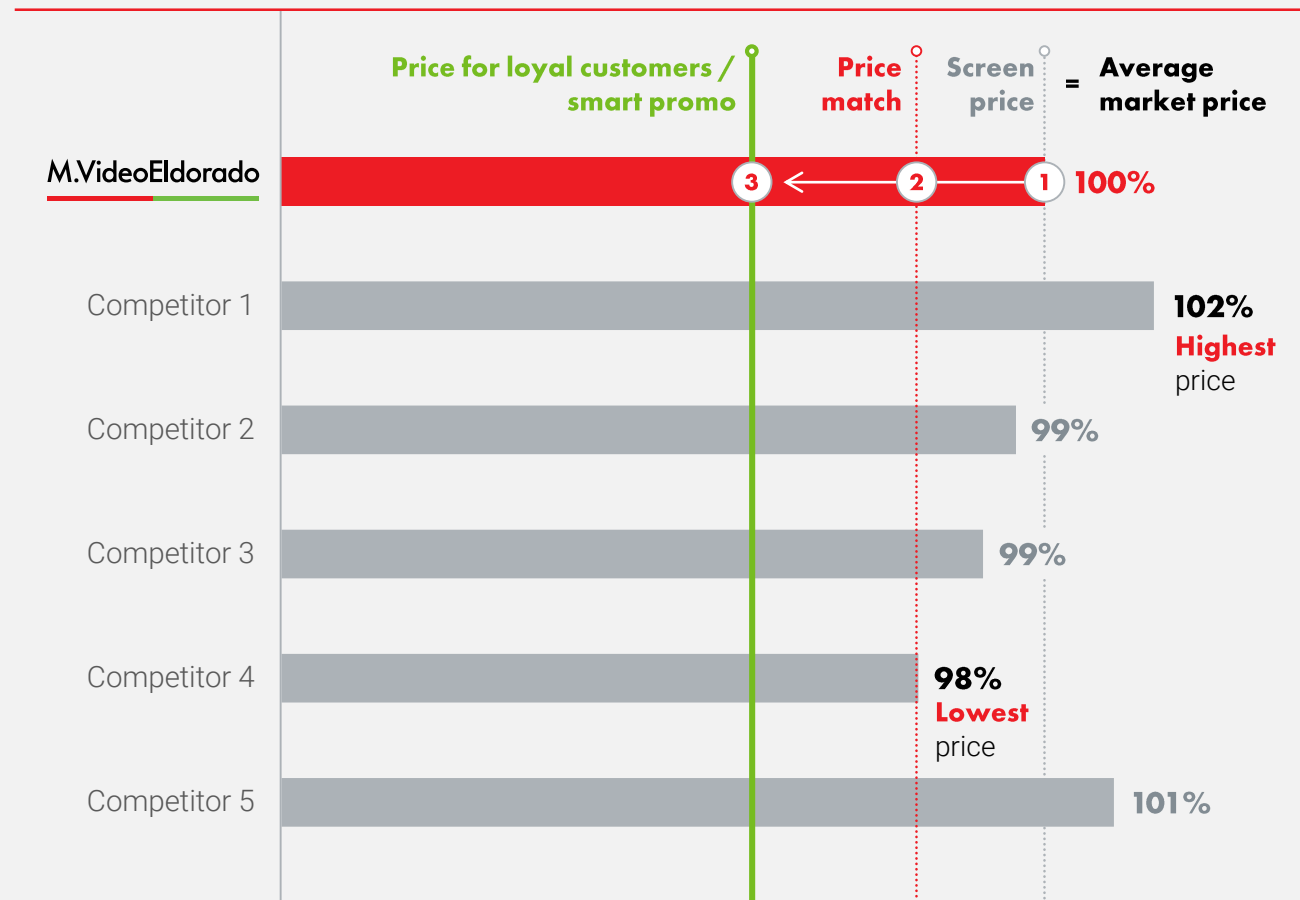 Price for loyal customers /
smart promo
Price
match
Screen
price
=
Average
market price
M.VideoEldorado
3
2
1
100%
Competitor 1
102%
Highest
price
Competitor 2
99%
Competitor 3
99%
Competitor 4
98%
Lowest
price
Competitor 5
101%